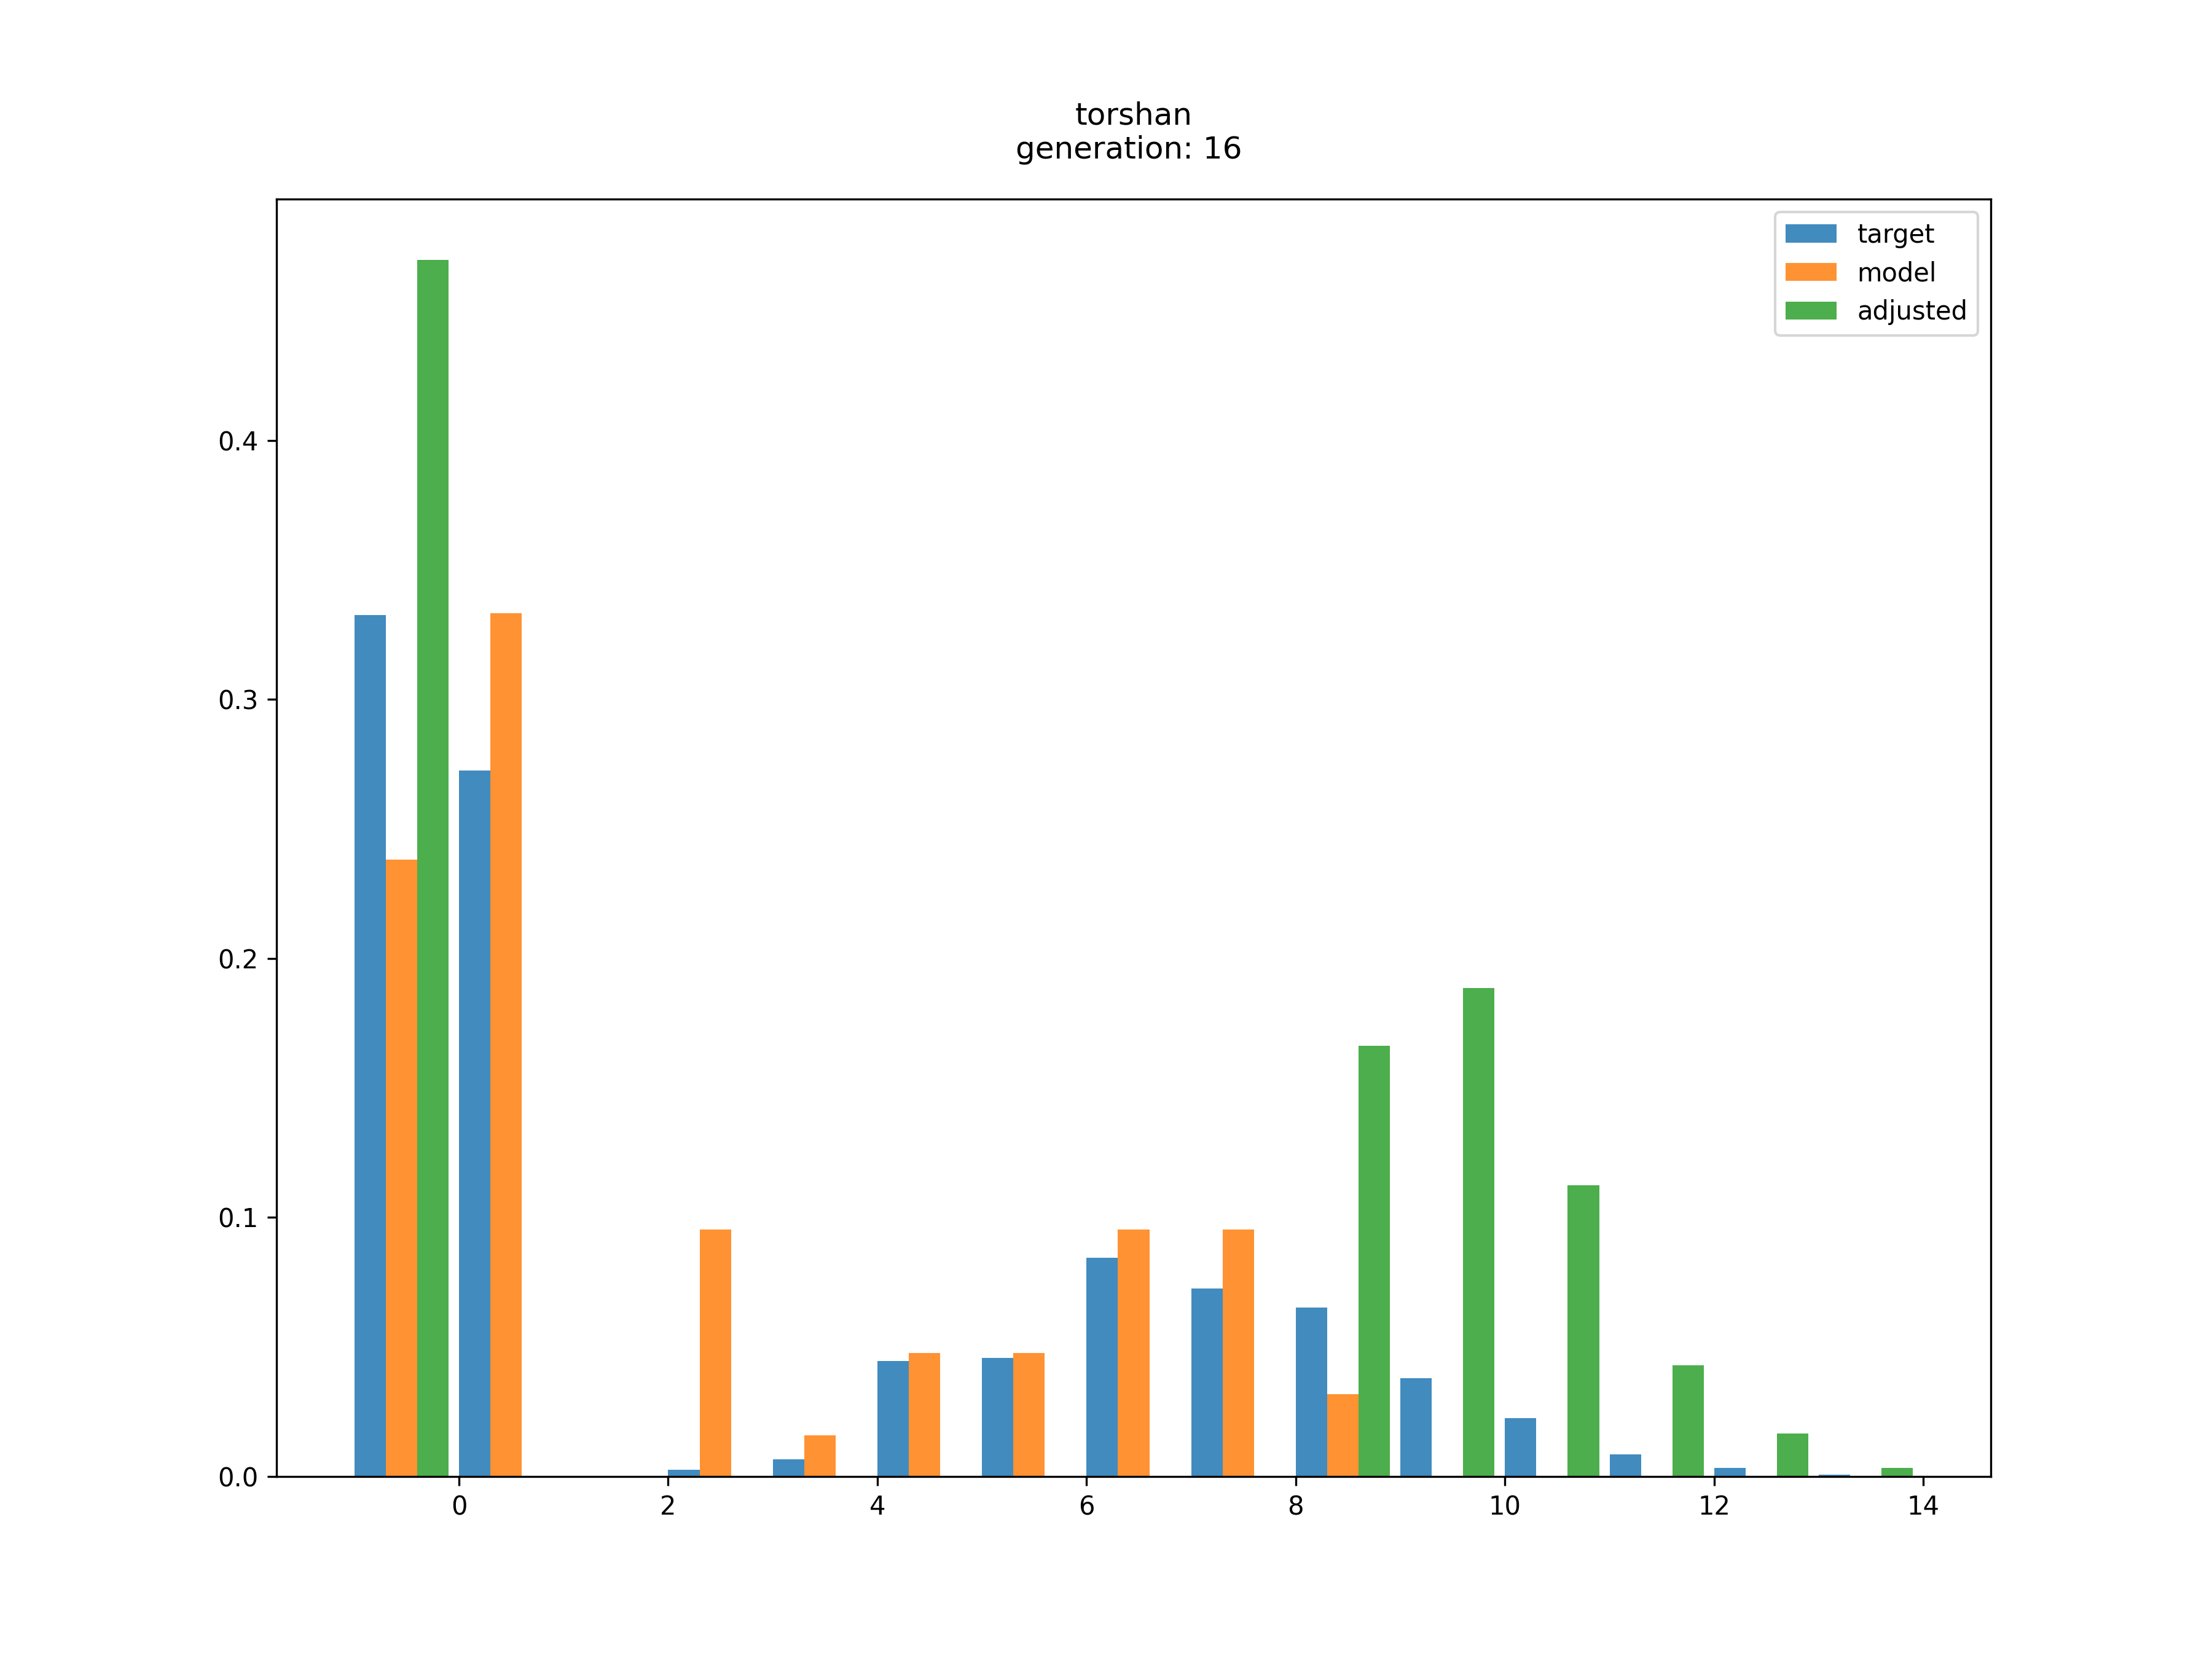 torshan
generation: 16
target
model
adjusted
0.4
0.3
0.2
0.1
0.0
0 2 4 6 8 10 12 14